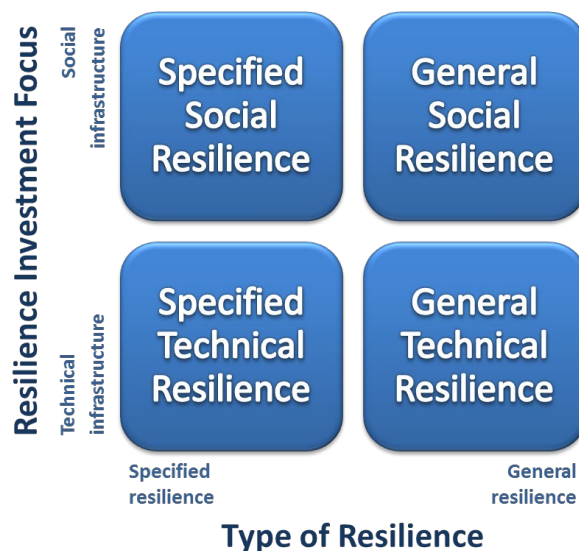 Resilience Investment Focus
Social
infrastructure
Specified
Social
Resilience
General
Social
Resilience
Technical
infrastructure
Specified
Technical
Resilience
General
Technical
Resilience
Specified
resilience
General
resilience
Type of Resilience